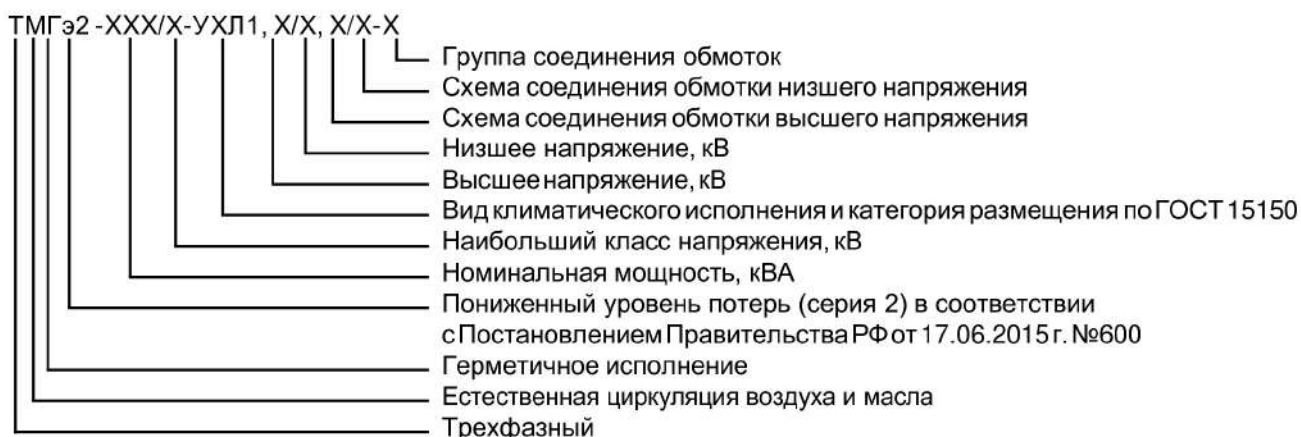 ТМГэ2-ХХХ/Х-УХЛ1, Х/Х, Х/Х-Х
Группа соединения обмоток
Схема соединения обмотки низшего напряжения
Схема соединения обмотки высшего напряжения
Низшее напряжение, кВ
Высшее напряжение, кВ
Вид климатического исполнения и категория размещения по ГОСТ 15150
Наибольший класс напряжения, кВ
Номинальная мощность, кВА
Пониженный уровень потерь (серия 2) в соответствии
с Постановлением Правительства РФ от 17.06.2015 г. №600
Герметичное исполнение
Естественная циркуляция воздуха и масла
Трехфазный